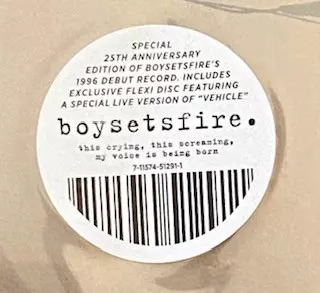 SPECIAL
25TH ANNIVERSARY
EDITION OF BOYSETSFIRE'S
1996 DEBUT RECORD. INCLUDES
EXCLUSIVE FLEXI DISC FEATURING
A SPECIAL LIVE VERSION OF "VEHICLE"
boysetsfire.
this crying, this screaming,
my voice is being born
7-11574-51291-1